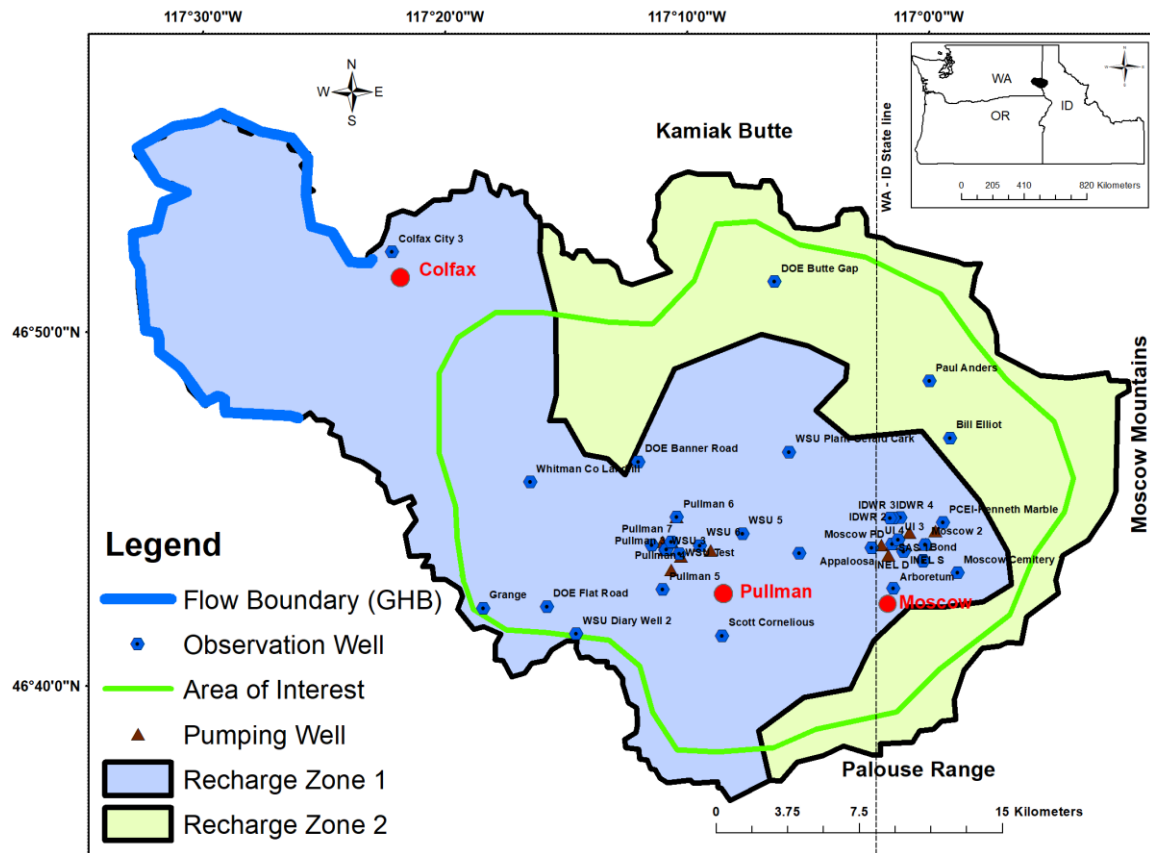 117°30'0"W 117°20'0"W 117°10'0"W 117°0'0"W
N
W E
S
WA
OR
ID
0 205 410 820 Kilometers
Kamiak Butte
WA - ID State line
Colfax City 3
Colfax
DOE Butte Gap
46°50'0"N
Paul Anders
Moscow Mountains
Bill Elliot
DOE Banner Road
Whitman Co Landfill
Pullman 6
WSU 5
IDWR 3
IDWR 4
PCEI-Kenneth Marble
IDWR 2
UI 3
Pullman 7
WSU 6
Moscow PD
UI 4
Moscow 2
WSU 3
WSU Test
Appaloosa
INEL D
INEL S
Moscow Cemitery
Pullman 5
Arboretum
Pullman
Moscow
Grange
DOE Flat Road
WSU Diary Well 2
Scott Cornelious
46°40'0"N
Palouse Range
0 3.75 7.5 15 Kilometers
Legend
Flow Boundary (GHB)
Observation Well
Area of Interest
Pumping Well
Recharge Zone 1
Recharge Zone 2